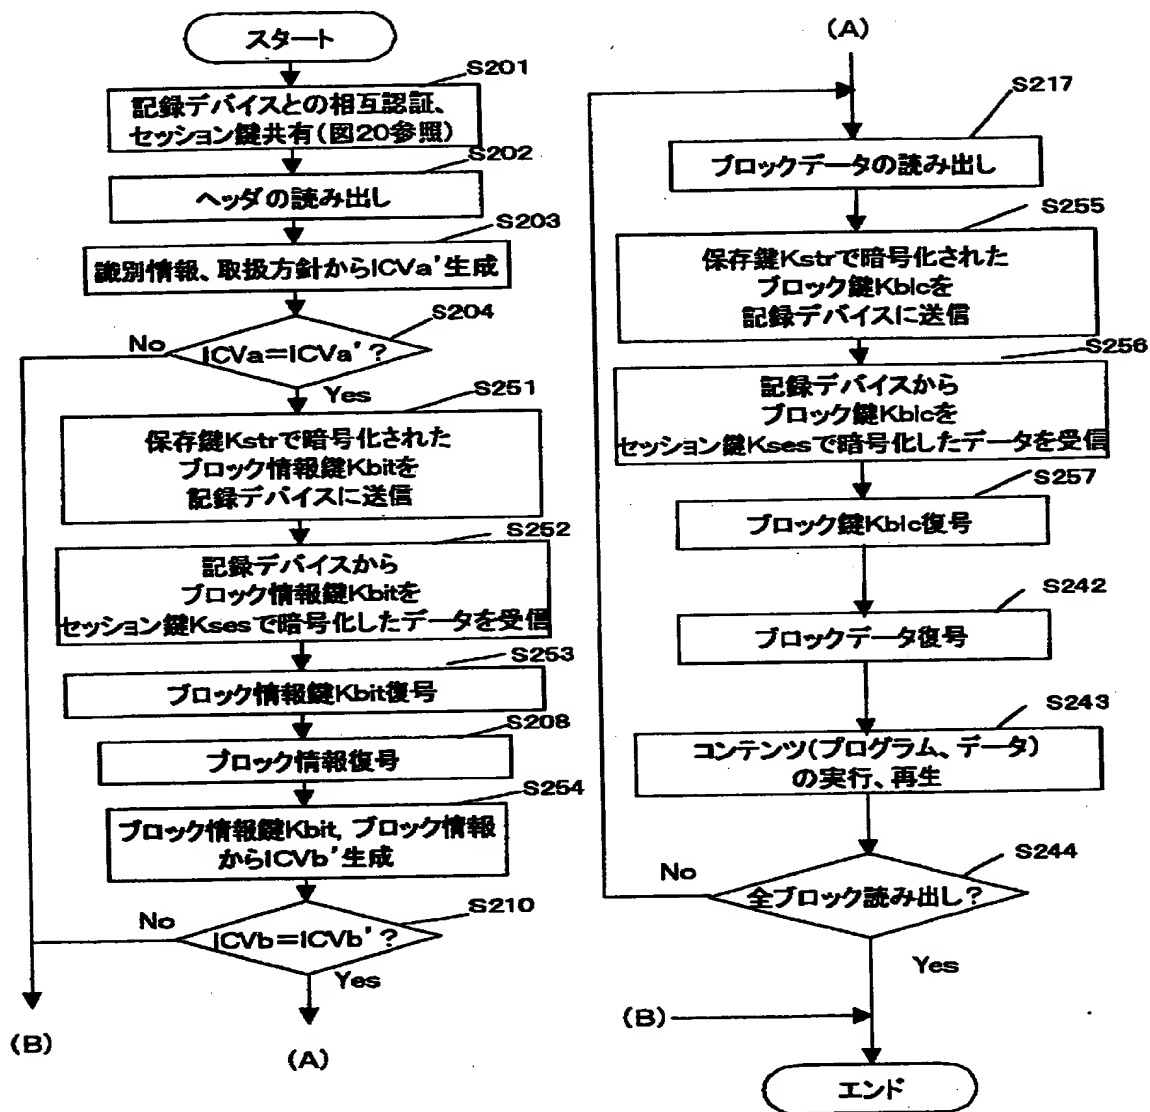 スタート
S201
記録デバイスとの相互認証、
セッション鍵共有(図20参照)
S202
ヘッダの読み出し
S203
識別情報、取扱方針からICVa'生成
S204
ICVa=ICVa'?
No
Yes
S251
保存鍵Kstrで暗号化された
ブロック情報鍵Kbitを
記録デバイスに送信
S252
記録デバイスから
ブロック情報鍵Kbitを
セッション鍵Ksesで暗号化したデータを受信
S253
ブロック情報鍵Kbit復号
S208
ブロック情報復号
S254
ブロック情報鍵Kbit, ブロック情報
からICVb'生成
S210
ICVb=ICVb'?
No
Yes
(B)
(A)
(A)
S217
ブロックデータの読み出し
S255
保存鍵Kstrで暗号化された
ブロック鍵Kblcを
記録デバイスに送信
S256
記録デバイスから
ブロック鍵Kblcを
セッション鍵Ksesで暗号化したデータを受信
S257
ブロック鍵Kblc復号
S242
ブロックデータ復号
S243
コンテンツ(プログラム、データ)
の実行、再生
S244
全ブロック読み出し?
No
Yes
(B)
エンド